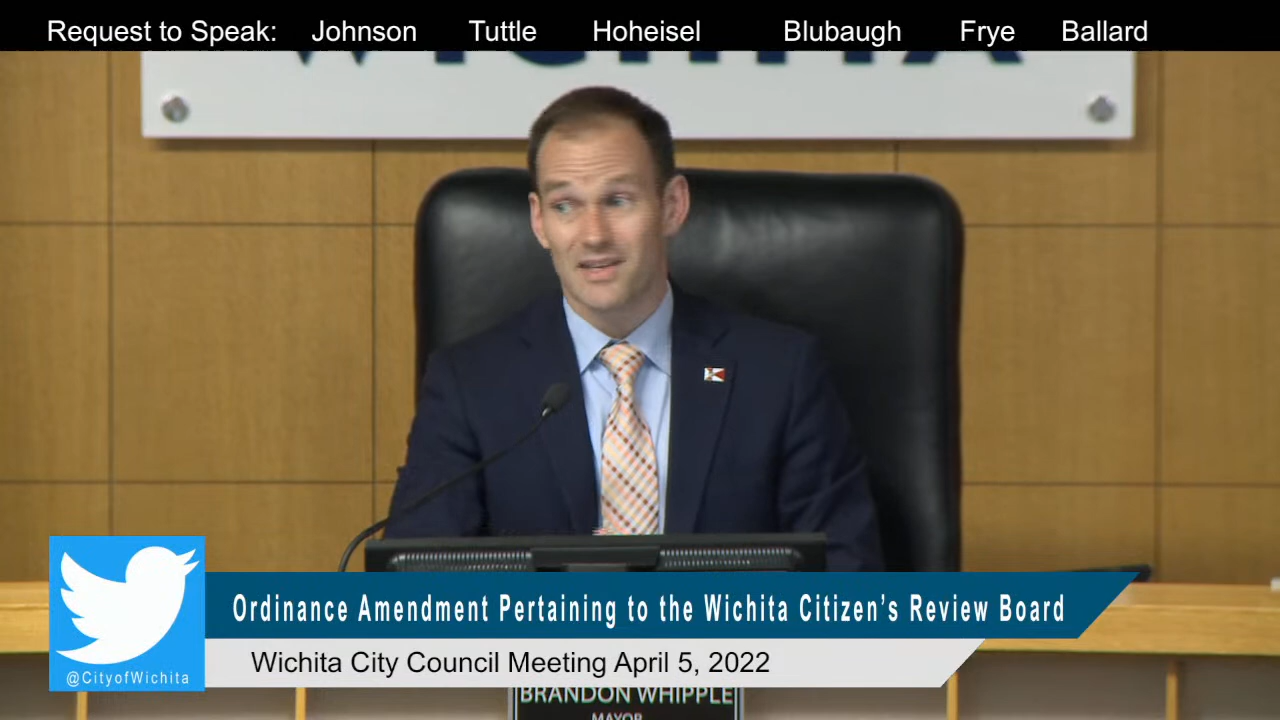 Request to Speak: Johnson Tuttle Hoheisel Blubaugh Frye Ballard
WICHITA
Ordinance Amendment Pertaining to the Wichita Citizen's Review Board
Wichita City Council Meeting April 5, 2022
@CityofWichita
BRANDON WHIPPLE
MAYOR